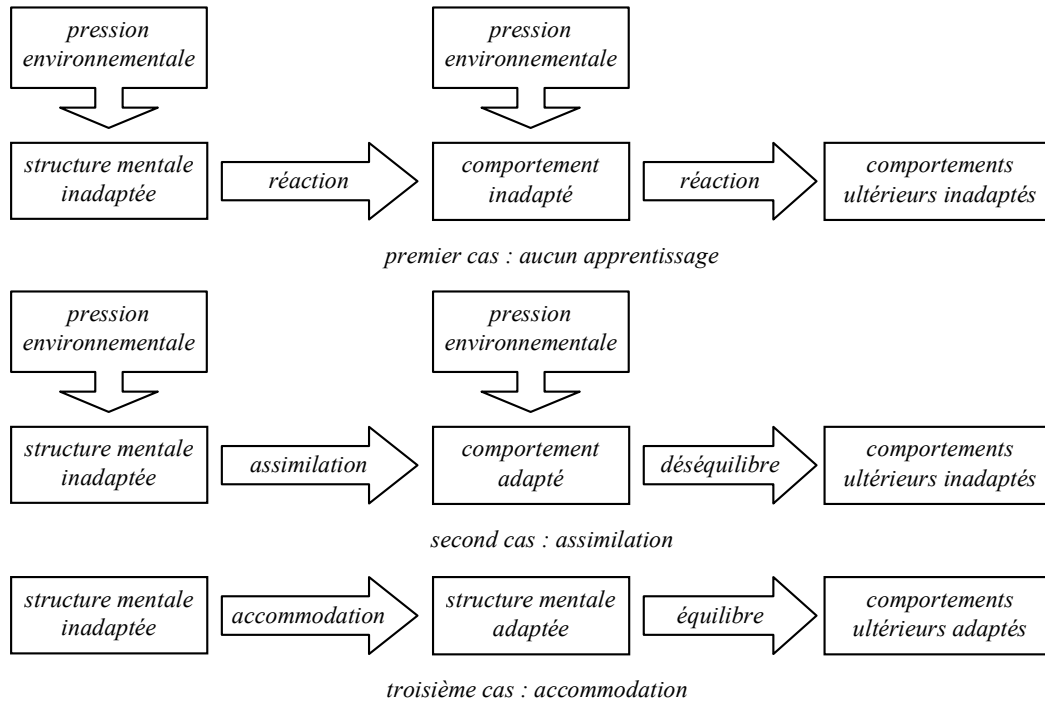 pression
environnementale
pression
environnementale
structure mentale
inadaptée
réaction
comportement
inadapté
réaction
comportements
ultérieurs inadaptés
premier cas : aucun apprentissage
pression
environnementale
pression
environnementale
structure mentale
inadaptée
assimilation
comportement
adapté
déséquilibre
comportements
ultérieurs inadaptés
second cas : assimilation
structure mentale
inadaptée
accommodation
structure mentale
adaptée
équilibre
comportements
ultérieurs adaptés
troisième cas : accommodation